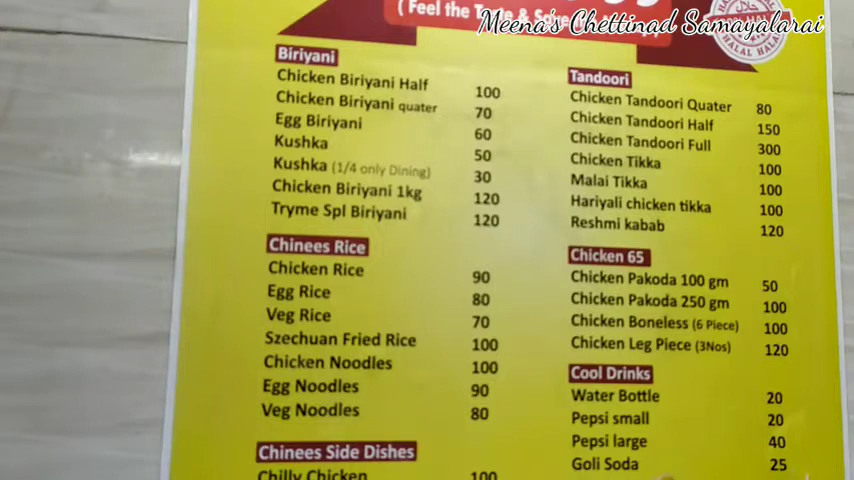 ( Feel the Taste & Same
Meena's Chettinad Samayalarai
HALAL
Biriyani
Chicken Biriyani Half 100
Chicken Biriyani quater 70
Egg Biriyani 60
Kushka 50
Kushka (1/4 only Dining) 30
Chicken Biriyani 1kg 120
Tryme Spl Biriyani 120
Chinees Rice
Chicken Rice 90
Egg Rice 80
Veg Rice 70
Szechuan Fried Rice 100
Chicken Noodles 100
Egg Noodles 90
Veg Noodles 80
Chinees Side Dishes
Chilly Chicken 100
Tandoori
Chicken Tandoori Quater 80
Chicken Tandoori Half 150
Chicken Tandoori Full 300
Chicken Tikka 100
Malai Tikka 100
Hariyali chicken tikka 100
Reshmi kabab 120
Chicken 65
Chicken Pakoda 100 gm 50
Chicken Pakoda 250 gm 100
Chicken Boneless (6 Piece) 100
Chicken Leg Piece (3Nos) 120
Cool Drinks
Water Bottle 20
Pepsi small 20
Pepsi large 40
Goli Soda 25